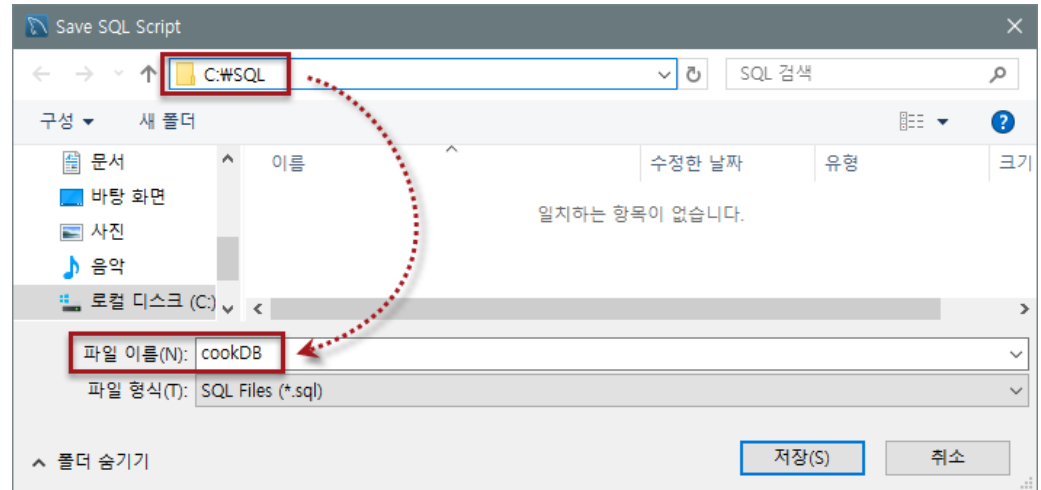 Save SQL Script
C:₩SQL
SQL 검색
구성
새 폴더
문서
이름
수정한 날짜
유형
크기
바탕 화면
일치하는 항목이 없습니다.
사진
음악
로컬 디스크 (C:)
파일 이름(N): cookDB
파일 형식(T): SQL Files (*.sql)
폴더 숨기기
저장(S)
취소